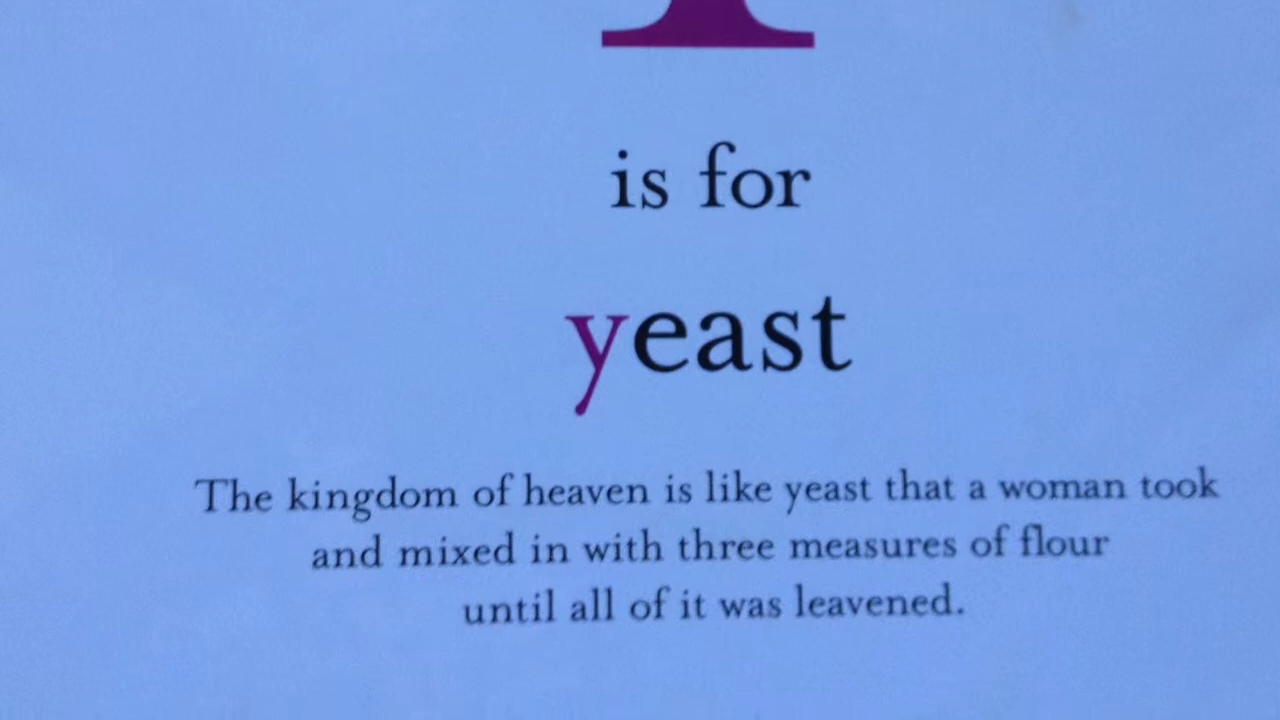 is for
yeast
The kingdom of heaven is like yeast that a woman took
and mixed in with three measures of flour
until all of it was leavened.